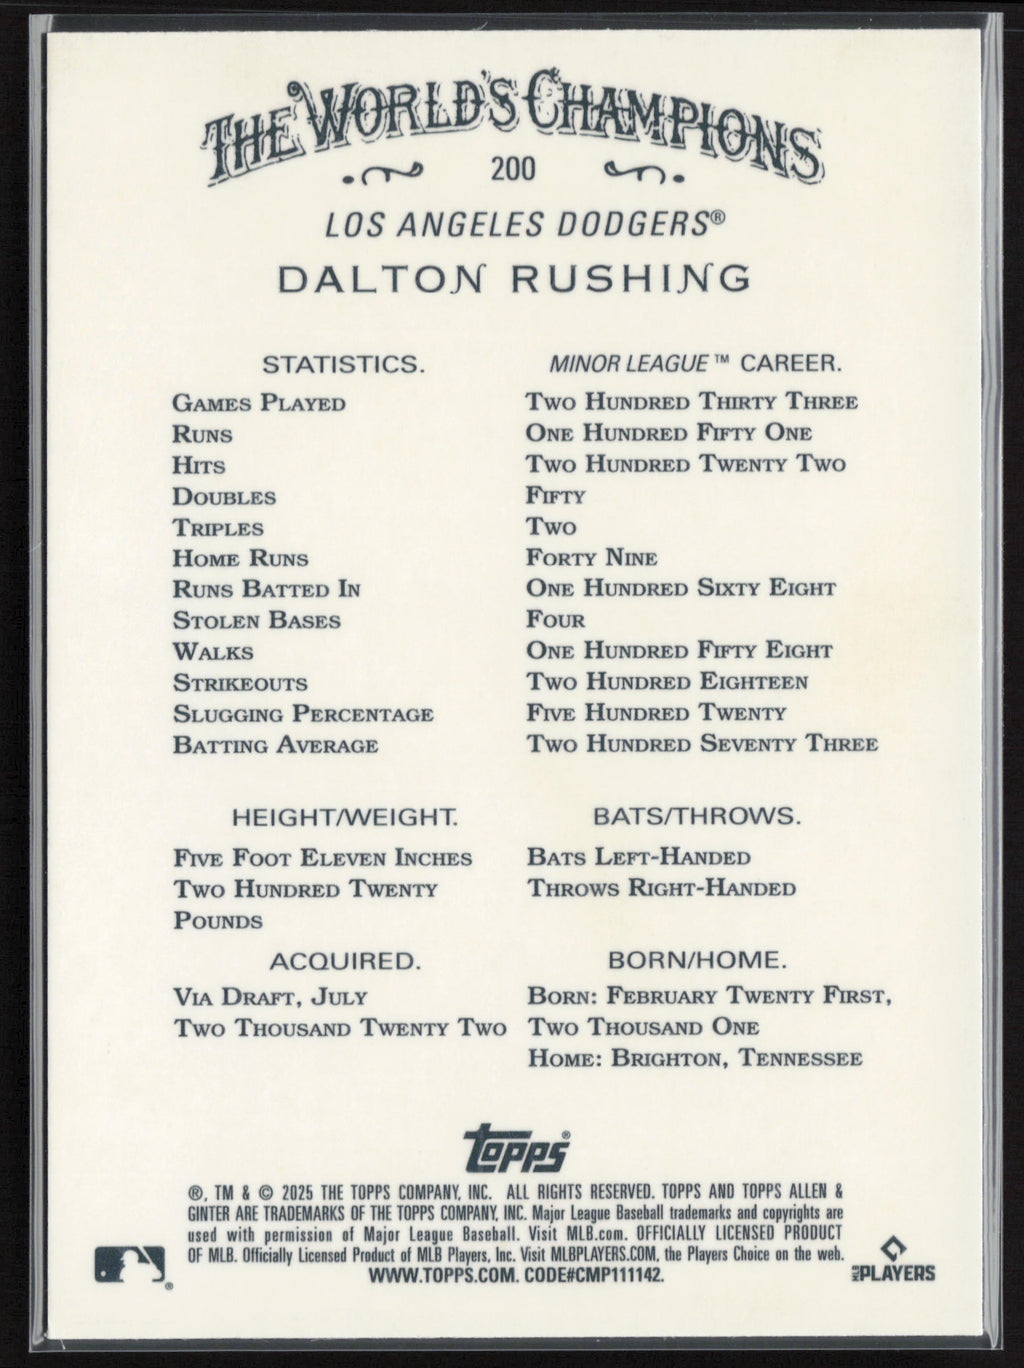 THE WORLD'S CHAMPIONS
200
LOS ANGELES DODGERS®
DALTON RUSHING
STATISTICS. MINOR LEAGUE™ CAREER.
GAMES PLAYED TWO HUNDRED THIRTY THREE
RUNS ONE HUNDRED FIFTY ONE
HITS TWO HUNDRED TWENTY TWO
DOUBLES FIFTY
TRIPLES TWO
HOME RUNS FORTY NINE
RUNS BATTED IN ONE HUNDRED SIXTY EIGHT
STOLEN BASES FOUR
WALKS ONE HUNDRED FIFTY EIGHT
STRIKEOUTS TWO HUNDRED EIGHTEEN
SLUGGING PERCENTAGE FIVE HUNDRED TWENTY
BATTING AVERAGE TWO HUNDRED SEVENTY THREE
HEIGHT/WEIGHT.
FIVE FOOT ELEVEN INCHES
TWO HUNDRED TWENTY
POUNDS
BATS/THROWS.
BATS LEFT-HANDED
THROWS RIGHT-HANDED
ACQUIRED.
VIA DRAFT, JULY
TWO THOUSAND TWENTY TWO
BORN/HOME.
BORN: FEBRUARY TWENTY FIRST,
TWO THOUSAND ONE
HOME: BRIGHTON, TENNESSEE
topps®
®, TM & © 2025 THE TOPPS COMPANY, INC. ALL RIGHTS RESERVED. TOPPS AND TOPPS ALLEN &
GINTER ARE TRADEMARKS OF THE TOPPS COMPANY, INC. Major League Baseball trademarks and copyrights are
used with permission of Major League Baseball. Visit MLB.com. OFFICIALLY LICENSED PRODUCT
OF MLB. Officially Licensed Product of MLB Players, Inc. Visit MLBPLAYERS.COM, the Players Choice on the web.
WWW.TOPPS.COM. CODE#CMP111142.
®
MLB PLAYERS